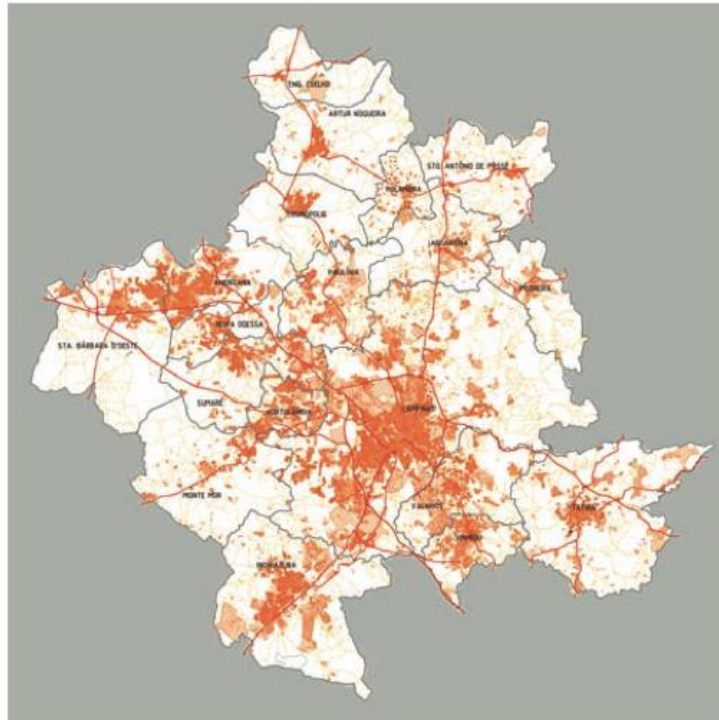 ENG. COELHO
ARTUR NOGUEIRA
STO. ANTÔNIO DE POSSE
HOLAMBRA
COSMÓPOLIS
JAGUARIÚNA
PAULÍNIA
PEDREIRA
AMERICANA
NOVA ODESSA
STA. BÁRBARA D'OESTE
SUMARÉ
HORTOLÂNDIA
CAMPINAS
MONTE MOR
VALINHOS
ITATIBA
VINHEDO
INDAIATUBA